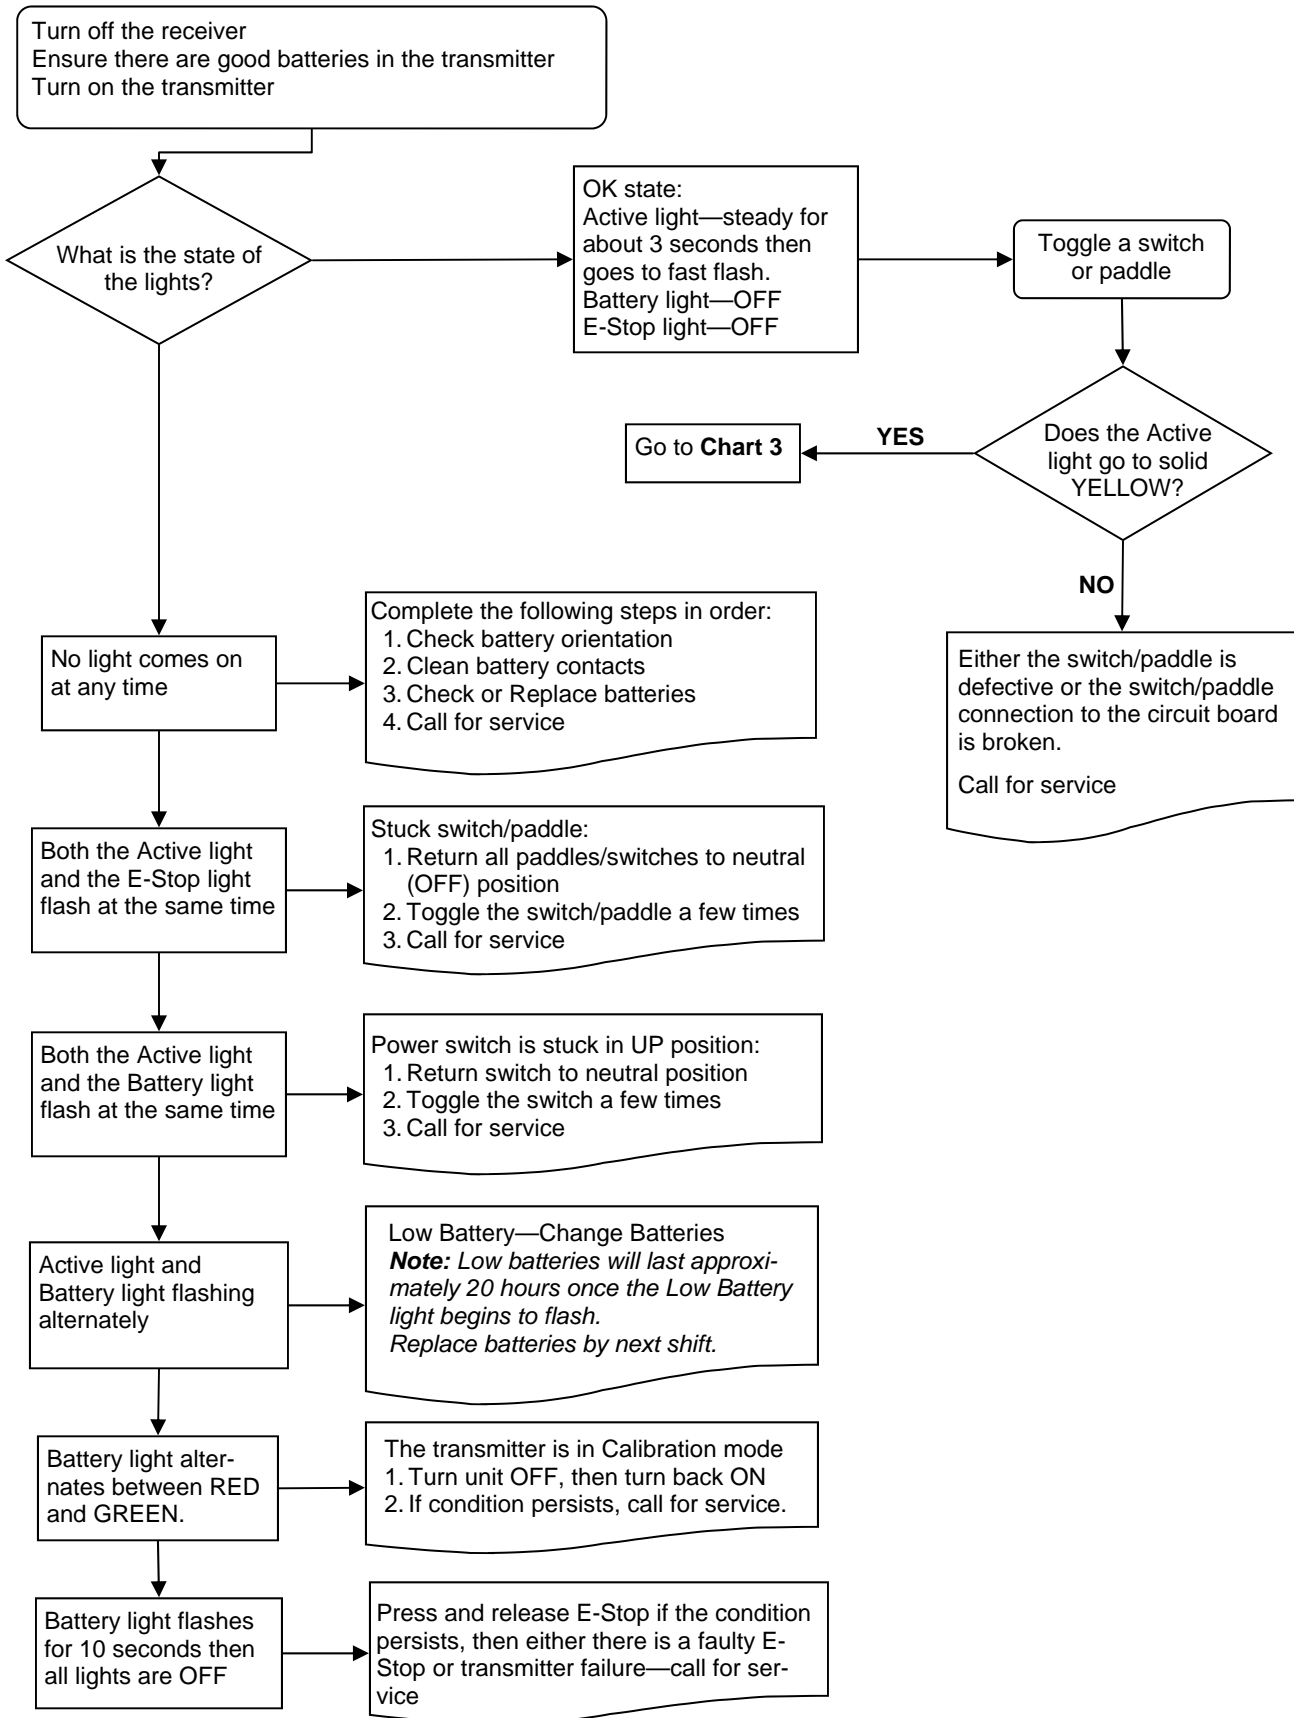 Turn off the receiver
Ensure there are good batteries in the transmitter
Turn on the transmitter
What is the state of
the lights?
OK state:
Active light—steady for
about 3 seconds then
goes to fast flash.
Battery light—OFF
E-Stop light—OFF
Toggle a switch
or paddle
Does the Active
light go to solid
YELLOW?
YES
Go to Chart 3
NO
Either the switch/paddle is
defective or the switch/paddle
connection to the circuit board
is broken.
Call for service
No light comes on
at any time
Complete the following steps in order:
1. Check battery orientation
2. Clean battery contacts
3. Check or Replace batteries
4. Call for service
Both the Active light
and the E-Stop light
flash at the same time
Stuck switch/paddle:
1. Return all paddles/switches to neutral
(OFF) position
2. Toggle the switch/paddle a few times
3. Call for service
Both the Active light
and the Battery light
flash at the same time
Power switch is stuck in UP position:
1. Return switch to neutral position
2. Toggle the switch a few times
3. Call for service
Active light and
Battery light flashing
alternately
Low Battery—Change Batteries
Note: Low batteries will last approxi-
mately 20 hours once the Low Battery
light begins to flash.
Replace batteries by next shift.
Battery light alter-
nates between RED
and GREEN.
The transmitter is in Calibration mode
1. Turn unit OFF, then turn back ON
2. If condition persists, call for service.
Battery light flashes
for 10 seconds then
all lights are OFF
Press and release E-Stop if the condition
persists, then either there is a faulty E-
Stop or transmitter failure—call for ser-
vice